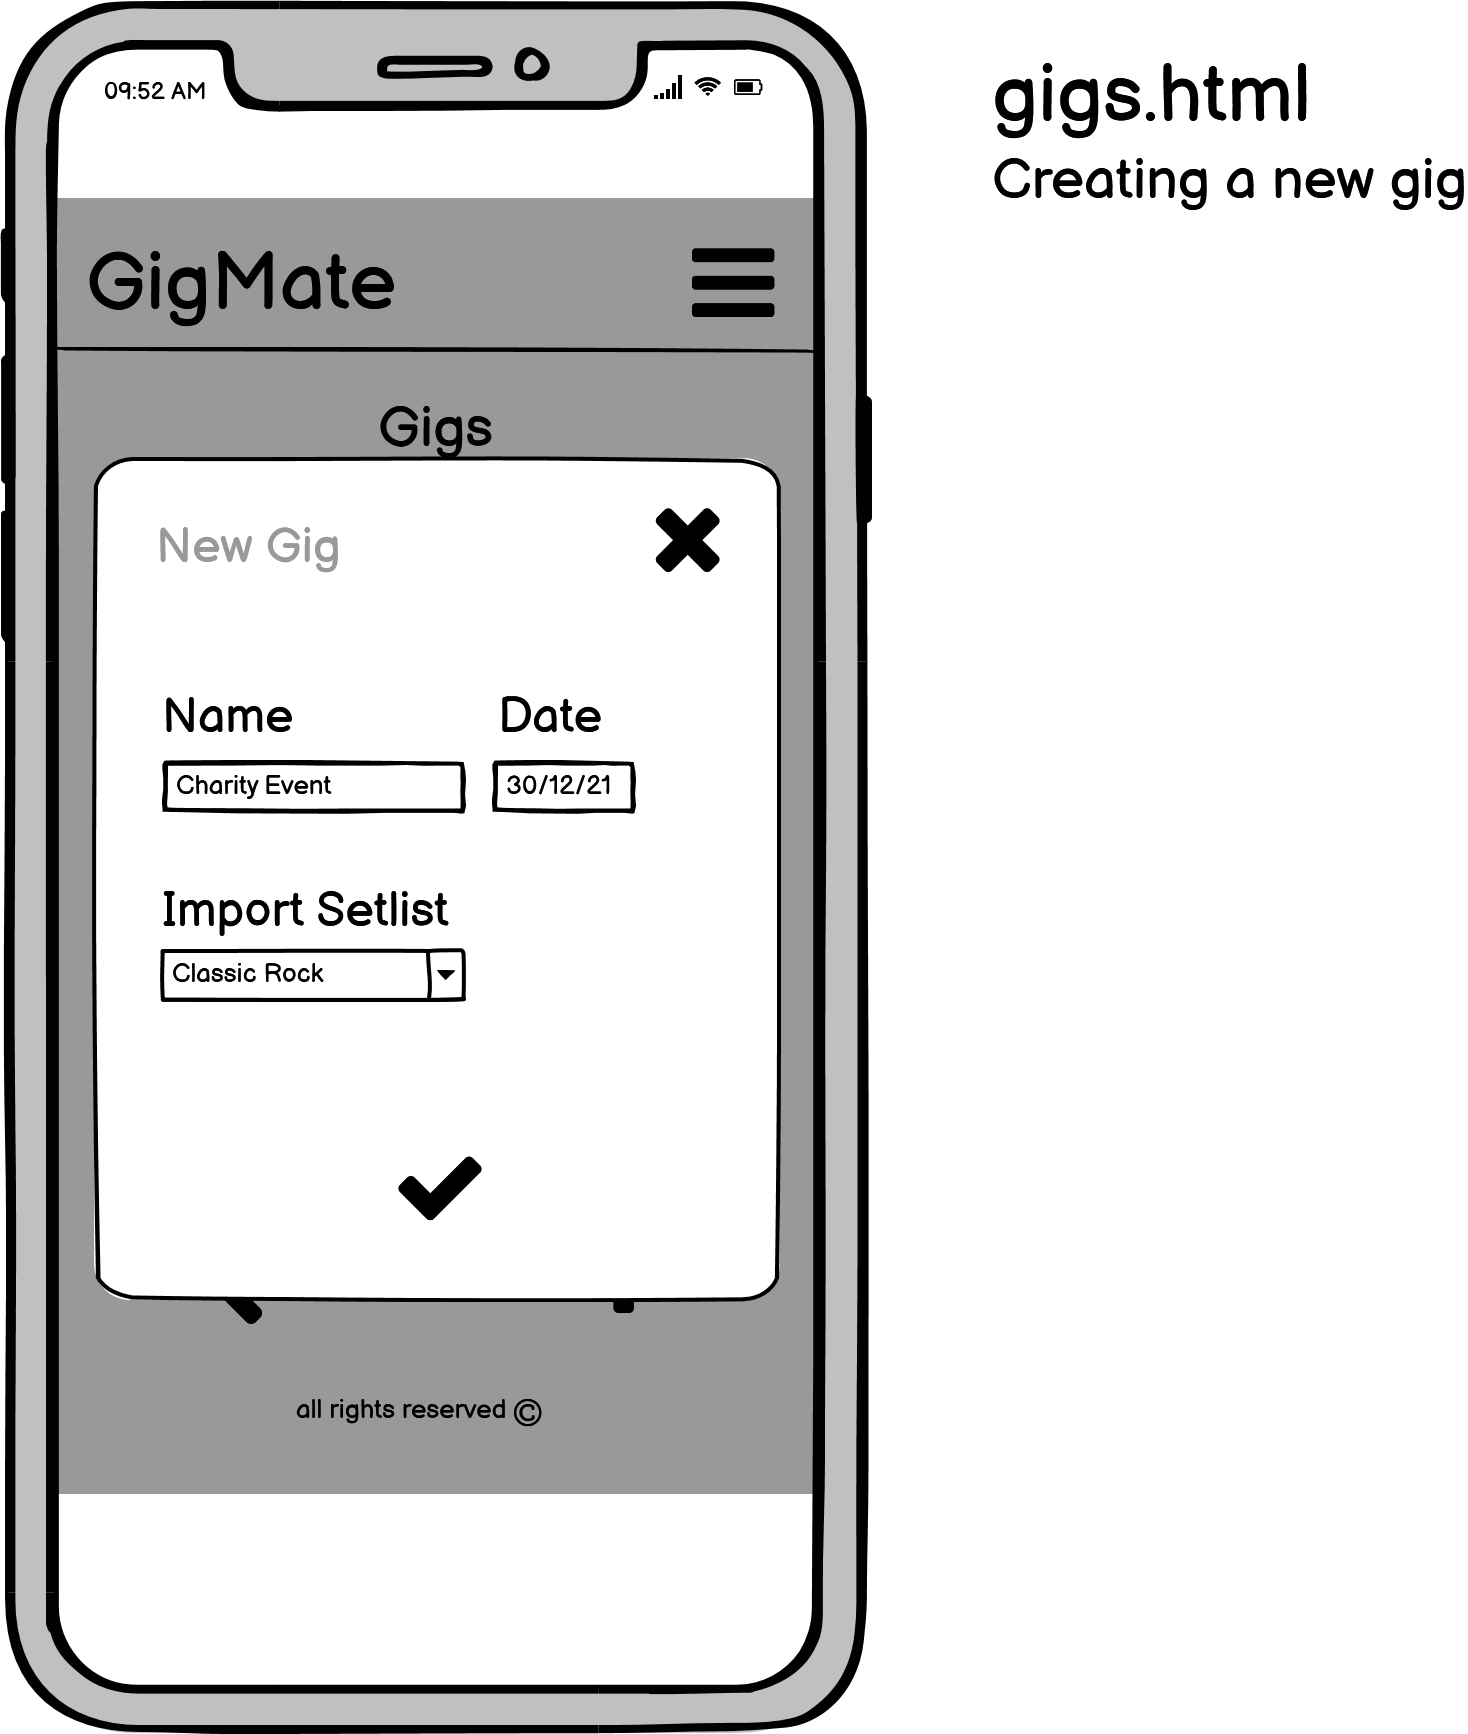 09:52 AM
gigs.html
Creating a new gig
GigMate
Gigs
New Gig
Name Date
Charity Event 30/12/21
Import Setlist
Classic Rock
all rights reserved ©